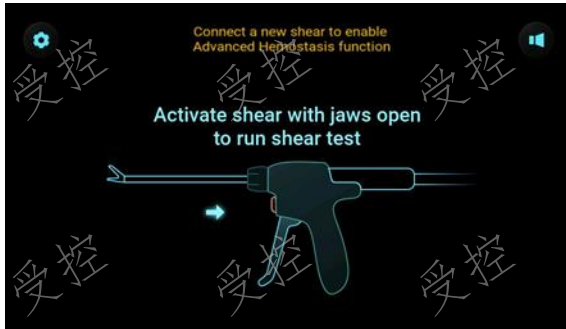 Connect a new shear to enable
Advanced Hemostasis function
受控
受控
受控
Activate shear with jaws open
to run shear test
受控
受控
受控